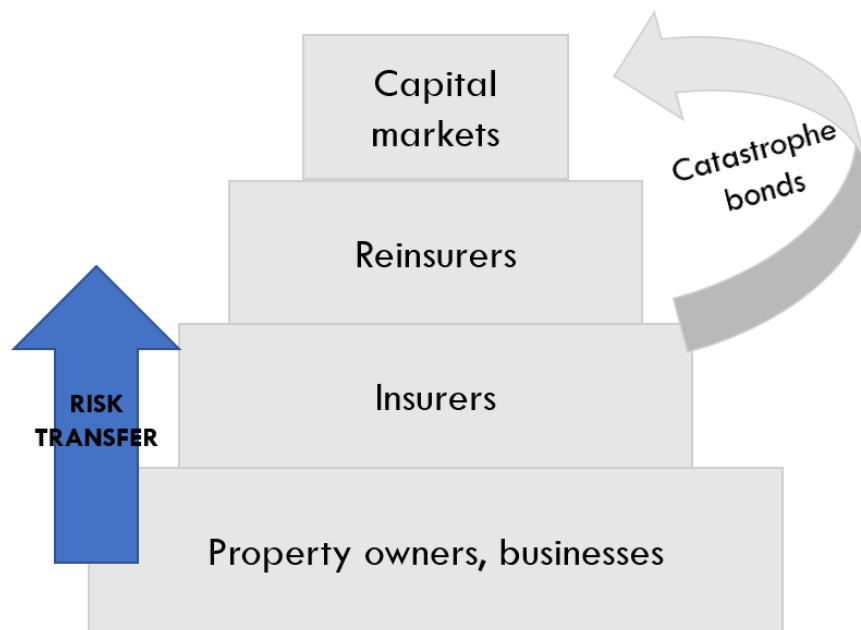 Capital
markets
Catastrophe
bonds
Reinsurers
RISK
TRANSFER
Insurers
Property owners, businesses